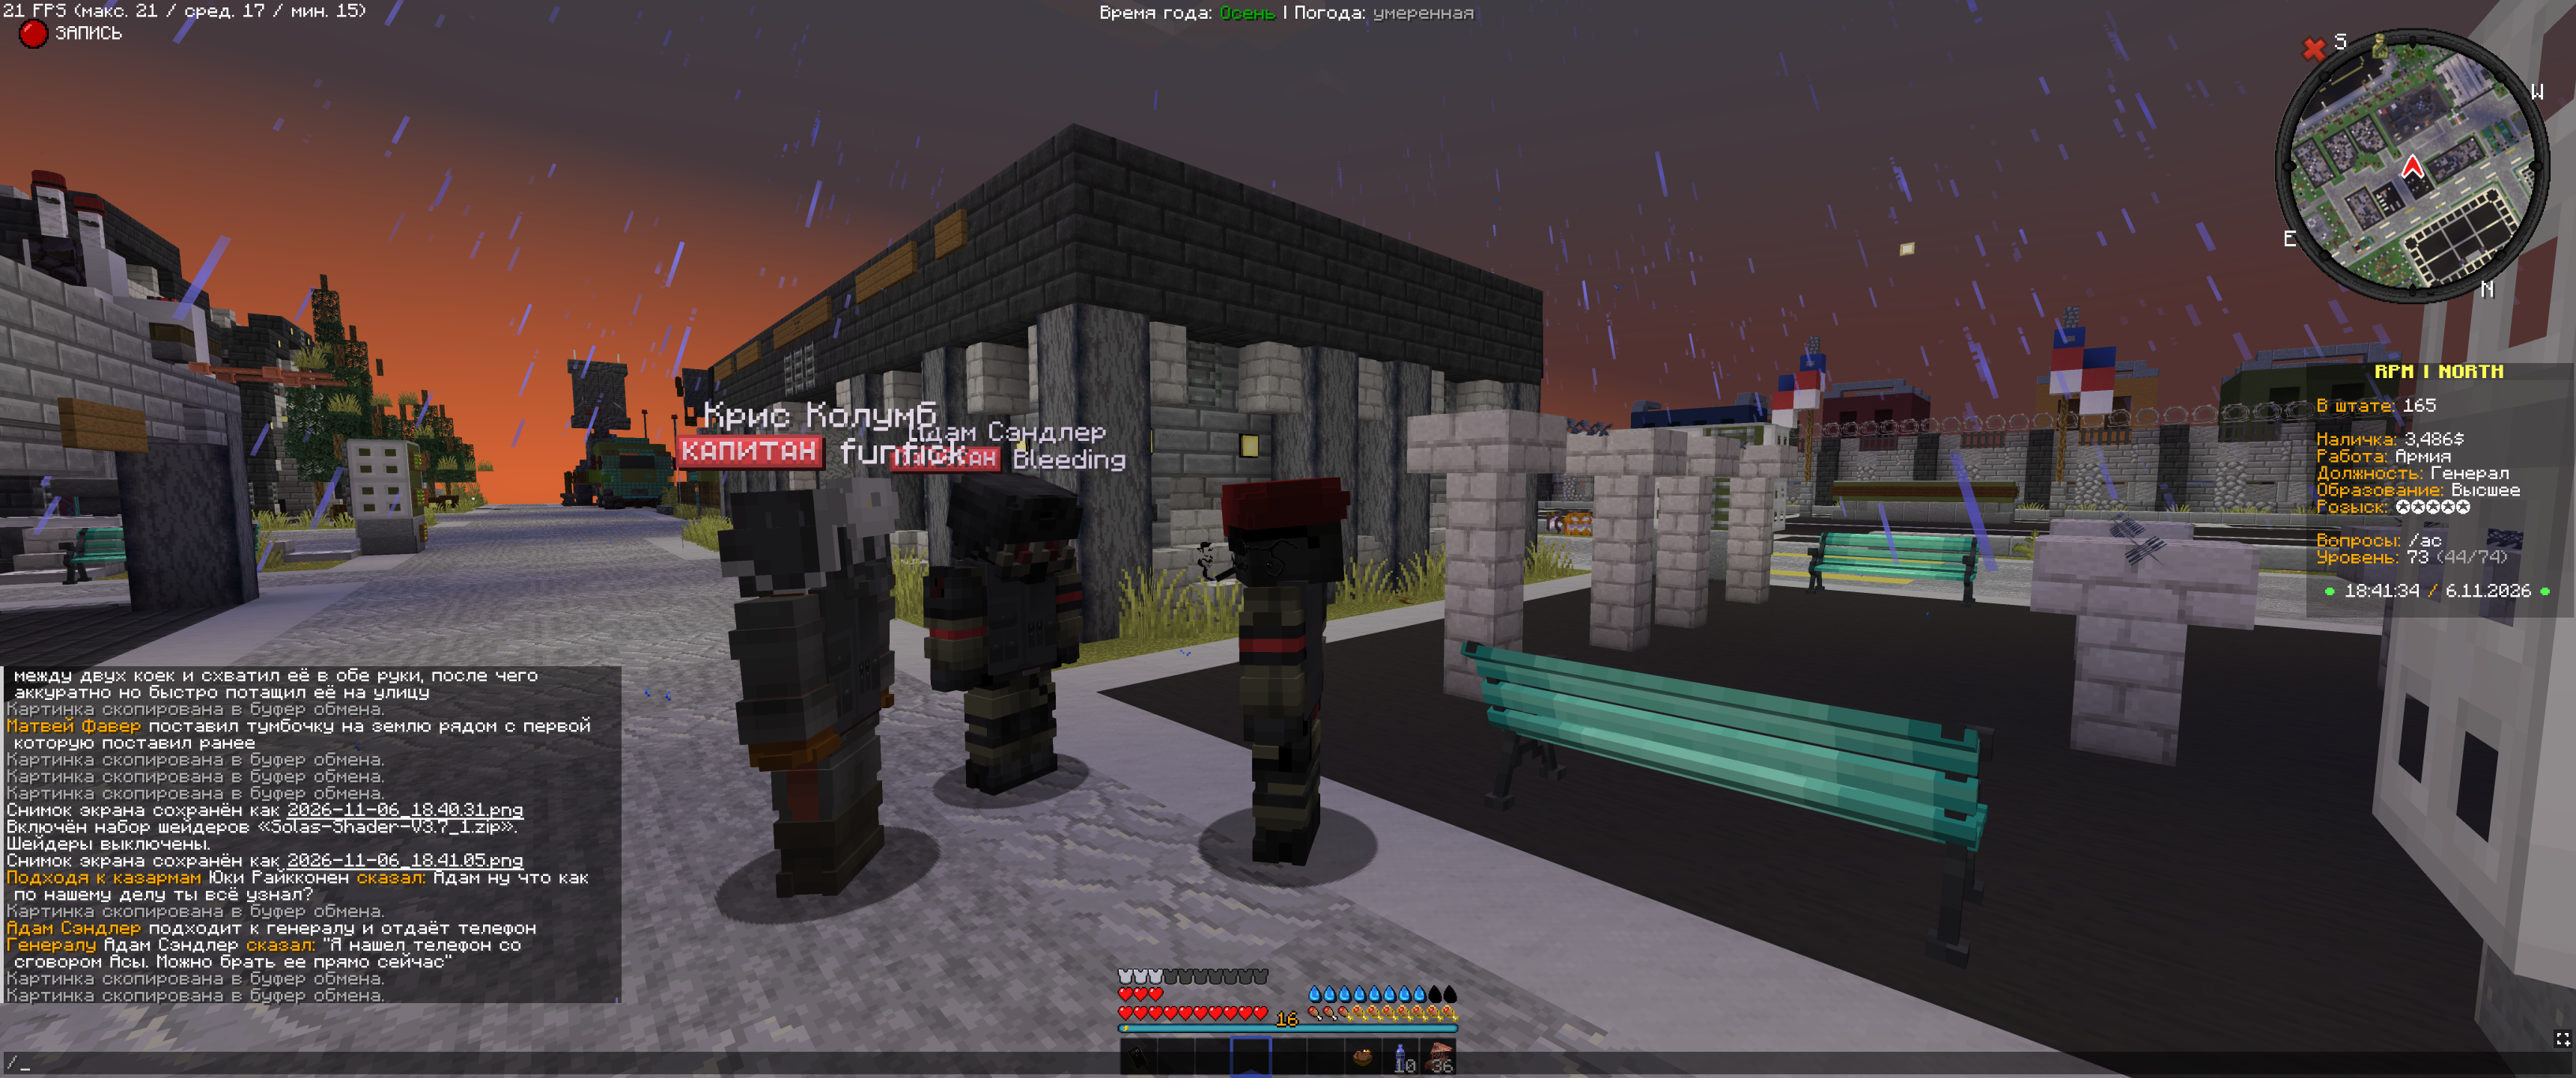 21 FPS (макс. 21 / сред. 17 / мин. 15)
ЗАПИСЬ
Время года: Осень | Погода: умеренная
S
W
E
N
Крис Колумб
КАПИТАН funtick
Адам Сэндлер
Bleeding
RPM | NORTH
В штате: 165
Наличка: 3,486$
Работа: Армия
Должность: Генерал
Образование: Высшее
Розыск: ✪✪✪✪✪
Вопросы: /ac
Уровень: 73 (44/74)
● 18:41:34 / 6.11.2026 ●
между двух коек и схватил её в обе руки, после чего
аккуратно но быстро потащил её на улицу
Картинка скопирована в буфер обмена.
Матвей Фавер поставил тумбочку на землю рядом с первой
которую поставил ранее
Картинка скопирована в буфер обмена.
Картинка скопирована в буфер обмена.
Картинка скопирована в буфер обмена.
Снимок экрана сохранён как 2026-11-06_18.40.31.png
Включён набор шейдеров «Solas-Shader-V3.7_1.zip».
Шейдеры выключены.
Снимок экрана сохранён как 2026-11-06_18.41.05.png
Подходя к казармам Юки Райкконен сказал: Адам ну что как
по нашему делу ты всё узнал?
Картинка скопирована в буфер обмена.
Адам Сэндлер подходит к генералу и отдаёт телефон
Генералу Адам Сэндлер сказал: "Я нашел телефон со
сговором Асы. Можно брать ее прямо сейчас"
Картинка скопирована в буфер обмена.
Картинка скопирована в буфер обмена.
16
10
36
/_